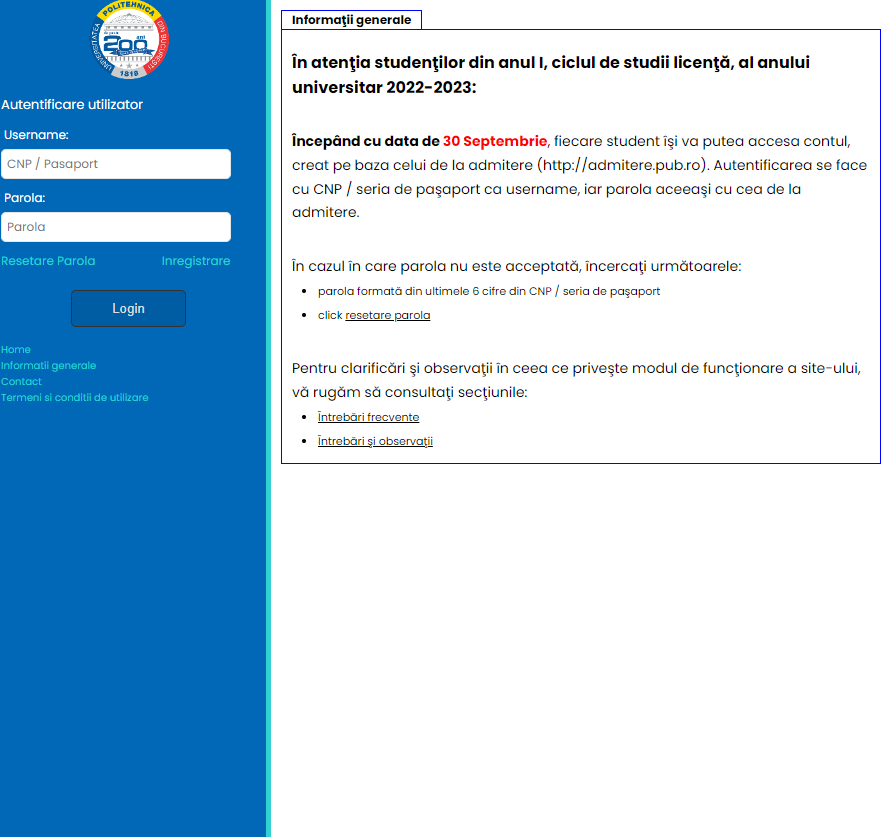 UNIVERSITATEA POLITEHNICA DIN BUCUREŞTI
200 ani
1818
Autentificare utilizator
Username:
CNP / Pasaport
Parola:
Parola
Resetare Parola Inregistrare
Login
Home
Informatii generale
Contact
Termeni si conditii de utilizare
Informaţii generale
În atenţia studenţilor din anul I, ciclul de studii licenţă, al anului
universitar 2022-2023:
Începând cu data de 30 Septembrie, fiecare student îşi va putea accesa contul,
creat pe baza celui de la admitere (http://admitere.pub.ro). Autentificarea se face
cu CNP / seria de paşaport ca username, iar parola aceeaşi cu cea de la
admitere.
În cazul în care parola nu este acceptată, încercaţi următoarele:
• parola formată din ultimele 6 cifre din CNP / seria de paşaport
• click resetare parola
Pentru clarificări şi observaţii în ceea ce priveşte modul de funcţionare a site-ului,
vă rugăm să consultaţi secţiunile:
• Întrebări frecvente
• Întrebări şi observaţii